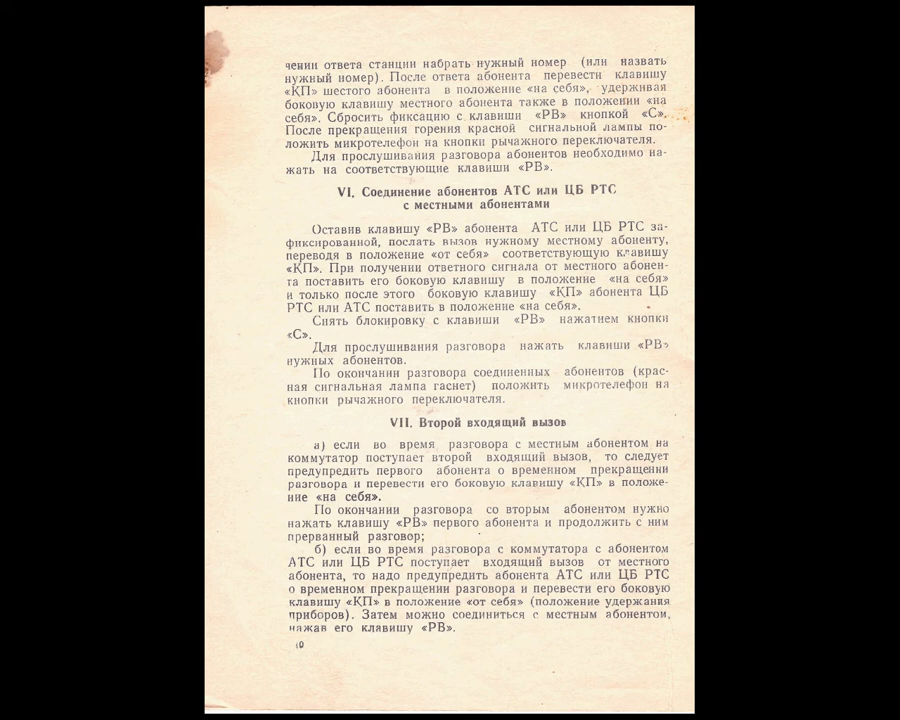 чении ответа станции набрать нужный номер (или назвать
нужный номер). После ответа абонента перевести клавишу
«КП» шестого абонента в положение «на себя», удерживая
боковую клавишу местного абонента также в положении «на
себя». Сбросить фиксацию с клавиши «РВ» кнопкой «С».
После прекращения горения красной сигнальной лампы по-
ложить микротелефон на кнопки рычажного переключателя.
Для прослушивания разговора абонентов необходимо на-
жать на соответствующие клавиши «РВ».
VI. Соединение абонентов АТС или ЦБ РТС
с местными абонентами
Оставив клавишу «РВ» абонента АТС или ЦБ РТС за-
фиксированной, послать вызов нужному местному абоненту,
переводя в положение «от себя» соответствующую клавишу
«КП». При получении ответного сигнала от местного абонен-
та поставить его боковую клавишу в положение «на себя»
и только после этого боковую клавишу «КП» абонента ЦБ
РТС или АТС поставить в положение «на себя».
Снять блокировку с клавиши «РВ» нажатием кнопки
«С».
Для прослушивания разговора нажать клавиши «РВ»
нужных абонентов.
По окончании разговора соединенных абонентов (крас-
ная сигнальная лампа гаснет) положить микротелефон на
кнопки рычажного переключателя.
VII. Второй входящий вызов
а) если во время разговора с местным абонентом на
коммутатор поступает второй входящий вызов, то следует
предупредить первого абонента о временном прекращении
разговора и перевести его боковую клавишу «КП» в положе-
ние «на себя».
По окончании разговора со вторым абонентом нужно
нажать клавишу «РВ» первого абонента и продолжить с ним
прерванный разговор;
б) если во время разговора с коммутатора с абонентом
АТС или ЦБ РТС поступает входящий вызов от местного
абонента, то надо предупредить абонента АТС или ЦБ РТС
о временном прекращении разговора и перевести его боковую
клавишу «КП» в положение «от себя» (положение удержания
приборов). Затем можно соединиться с местным абонентом,
нажав его клавишу «РВ».
10